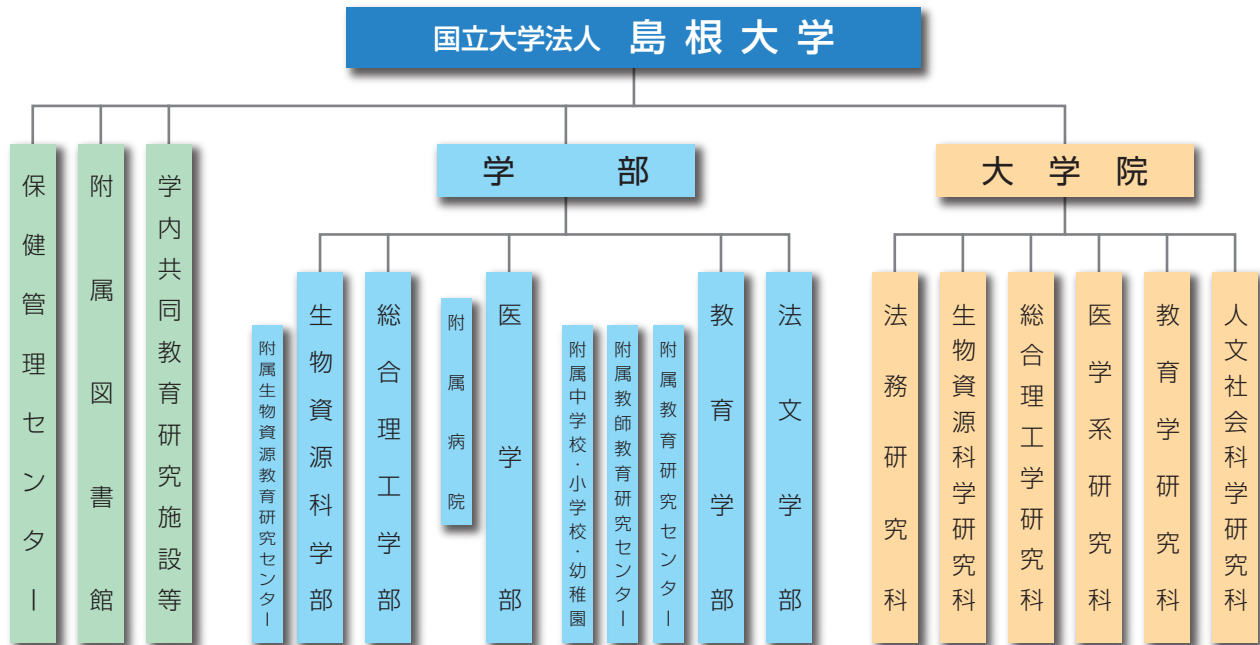 国立大学法人 島根大学
保健管理センター
附属図書館
学内共同教育研究施設等
学部
大学院
附属生物資源教育研究センター
生物資源科学部
総合理工学部
附属病院
医学部
附属中学校・小学校・幼稚園
附属教師教育研究センター
附属教育研究センター
教育学部
法文学部
法務研究科
生物資源科学研究科
総合理工学研究科
医学系研究科
教育学研究科
人文社会科学研究科